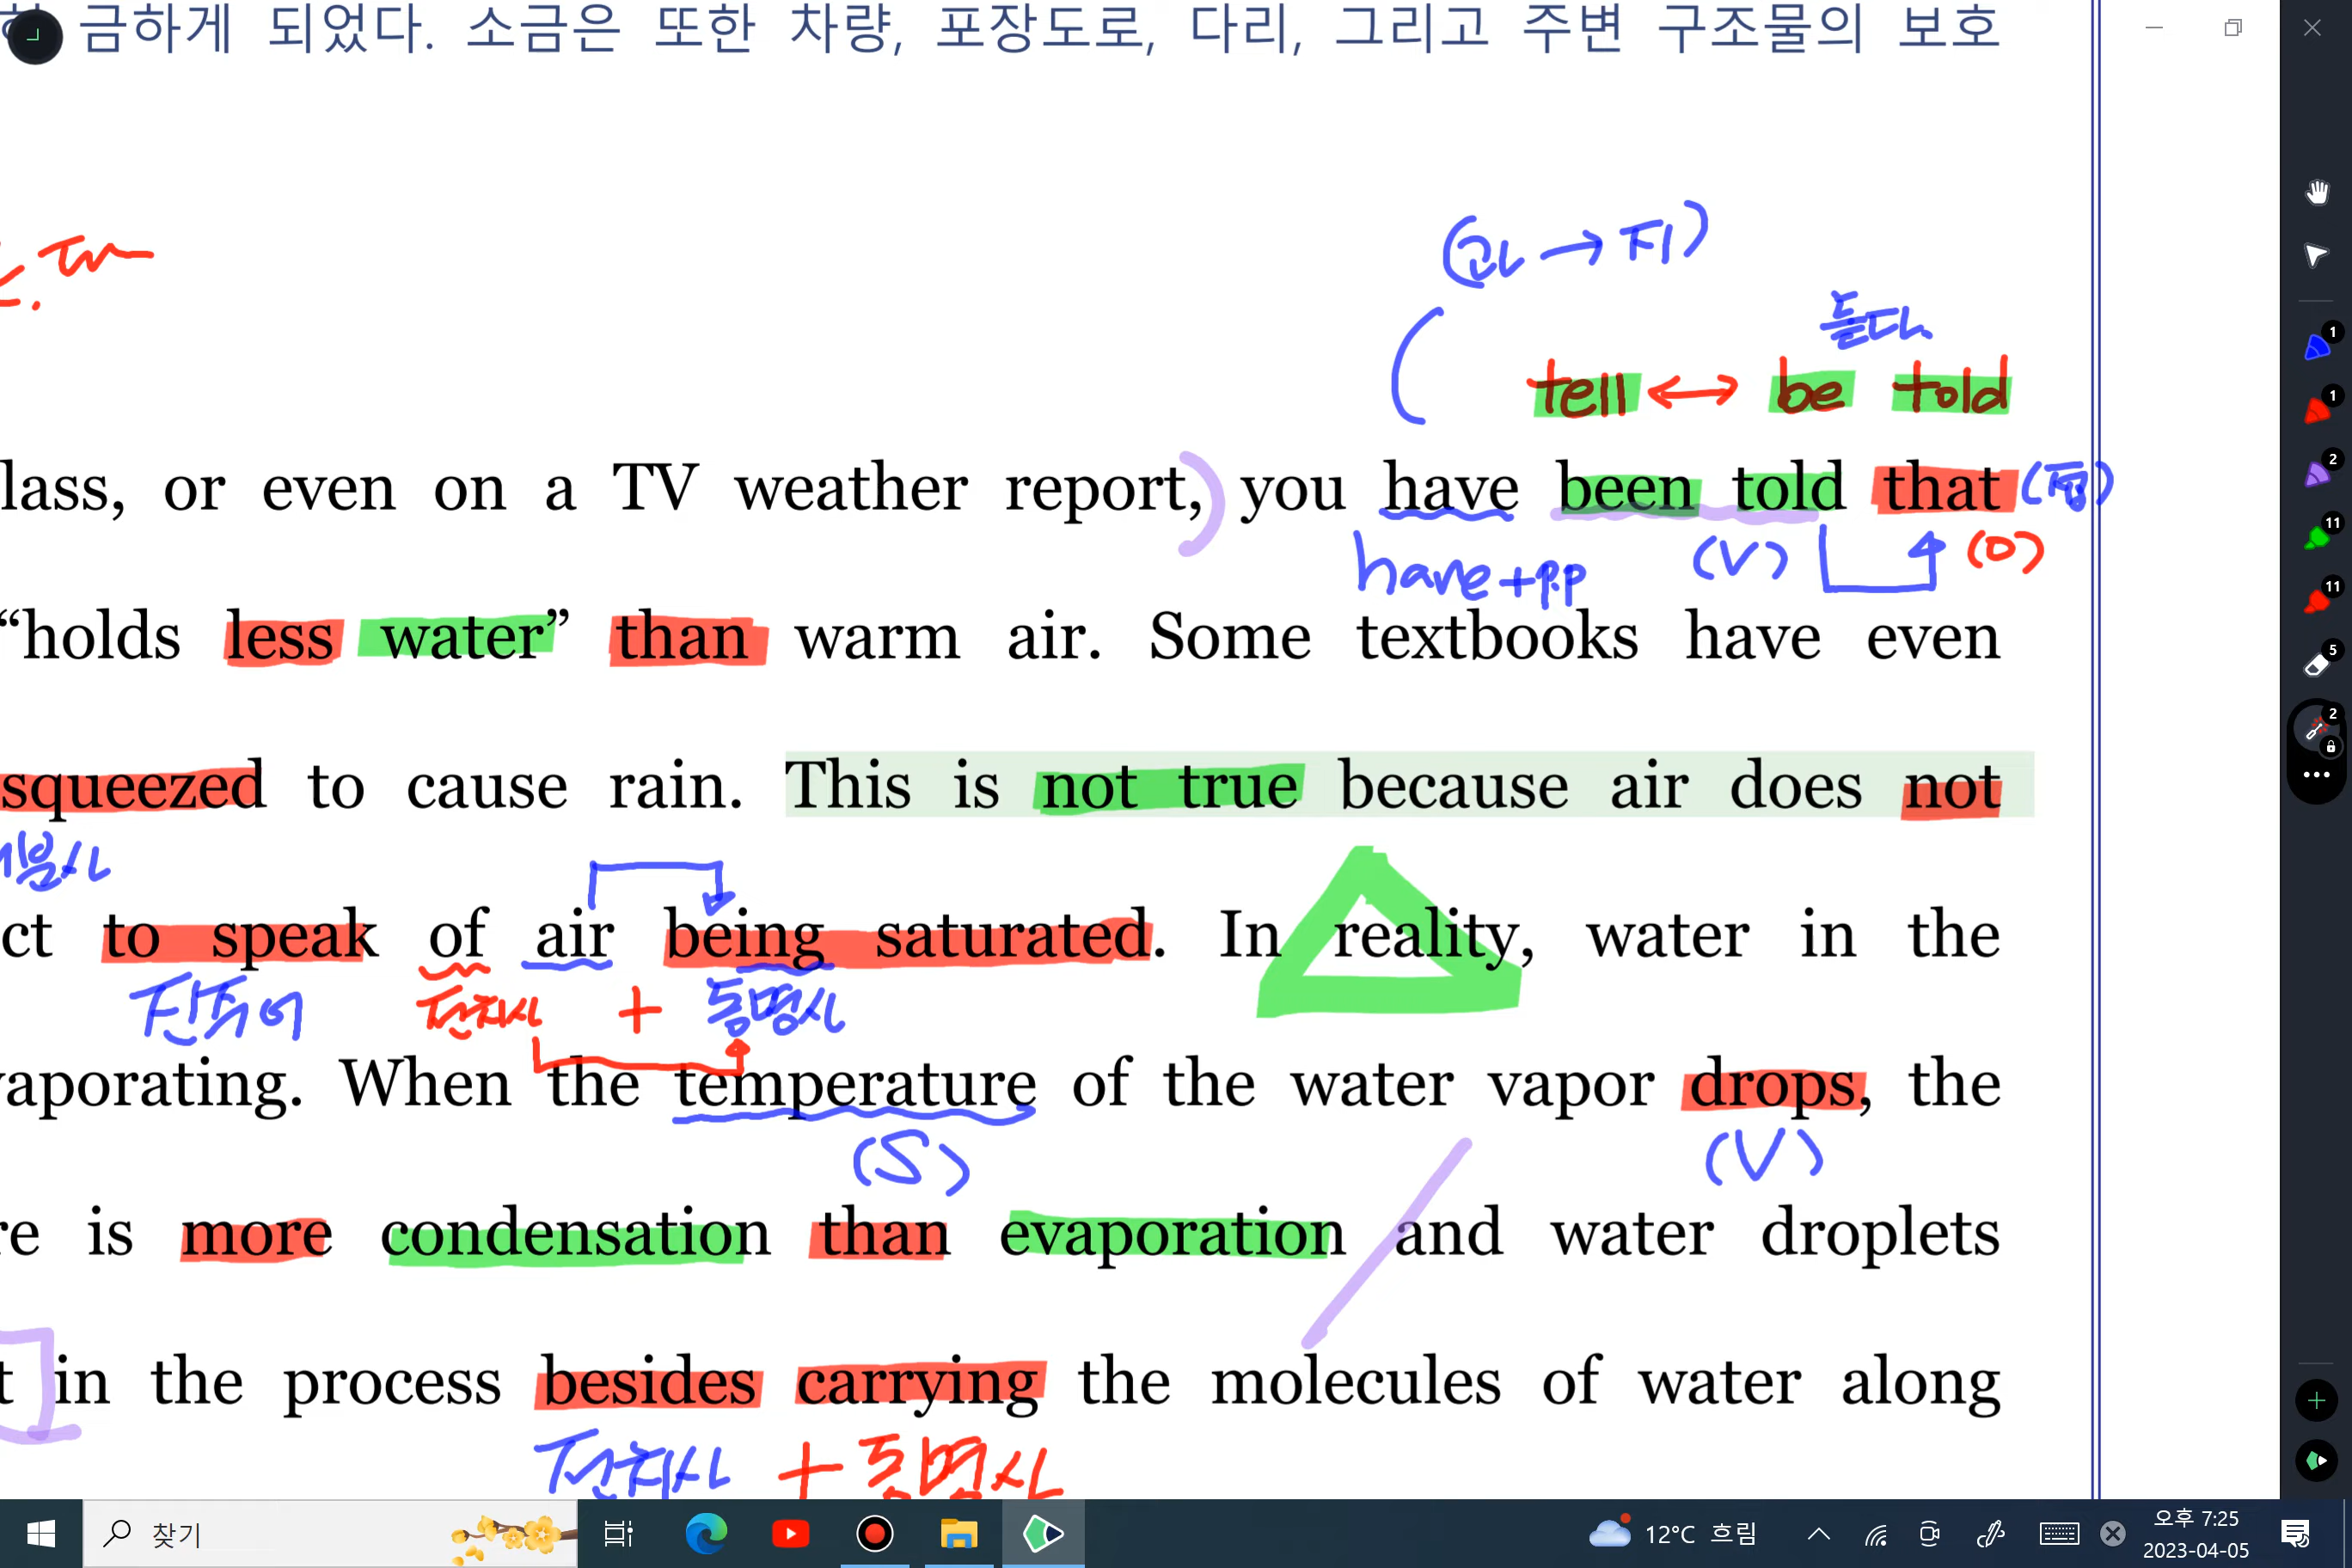 금하게 되었다. 소금은 또한 차량, 포장도로, 다리, 그리고 주변 구조물의 보호
(과→현)
듣다.
tell ↔ be told
lass, or even on a TV weather report, you have been told that
have+p.p (V) (O)
“holds less water” than warm air. Some textbooks have even
squeezed to cause rain. This is not true because air does not
ct to speak of air being saturated. In reality, water in the
진주어 전치사 + 동명사
vaporating. When the temperature of the water vapor drops, the
(S) (V)
re is more condensation than evaporation and water droplets
t in the process besides carrying the molecules of water along
전치사 + 동명사
찾기
12°C 흐림
오후 7:25
2023-04-05